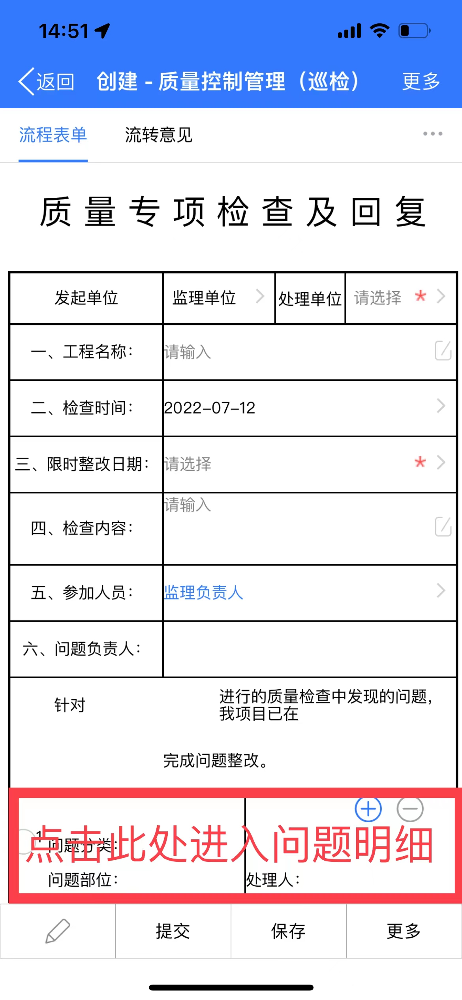 14:51
返回 创建 - 质量控制管理（巡检） 更多
流程表单 流转意见
质量专项检查及回复
发起单位 监理单位 处理单位 请选择 *
一、工程名称： 请输入
二、检查时间： 2022-07-12
三、限时整改日期： 请选择 *
四、检查内容： 请输入
五、参加人员： 监理负责人
六、问题负责人：
针对 进行的质量检查中发现的问题，
我项目已在
完成问题整改。
1 问题分类：
点击此处进入问题明细
问题部位： 处理人：
提交 保存 更多